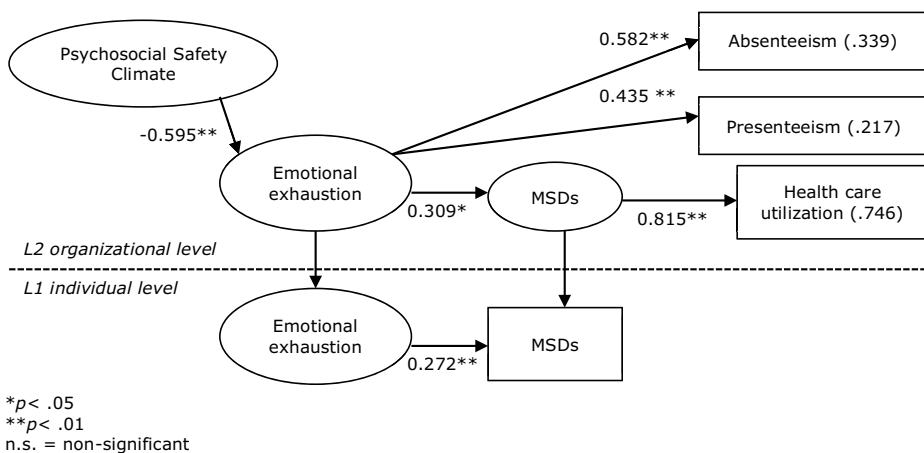 Psychosocial Safety
Climate
0.582**
Absenteeism (.339)
0.435 **
Presenteeism (.217)
-0.595**
Emotional
exhaustion
0.309*
MSDs
0.815**
Health care
utilization (.746)
L2 organizational level
L1 individual level
Emotional
exhaustion
0.272**
MSDs
*p< .05
**p< .01
n.s. = non-significant